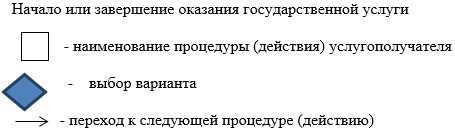 Начало или завершение оказания государственной услуги
- наименование процедуры (действия) услугополучателя
- выбор варианта
- переход к следующей процедуре (действию)